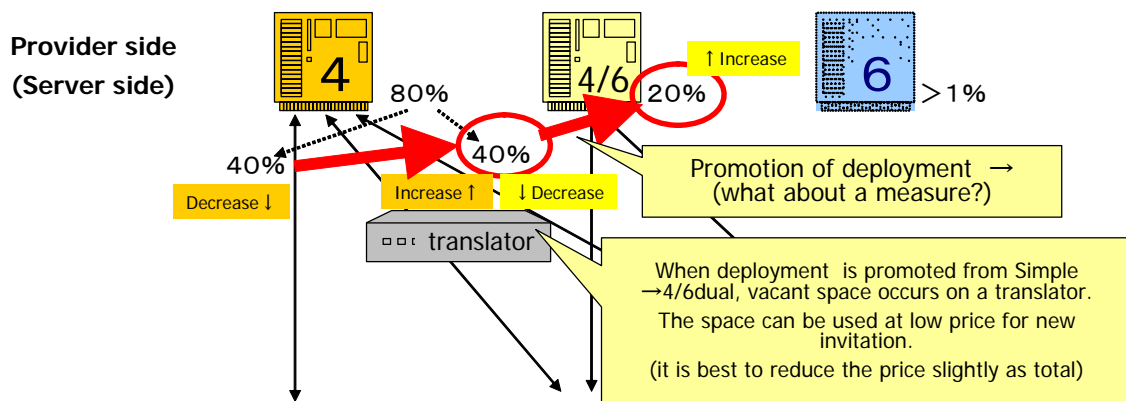 Provider side
(Server side)
4
4/6
6
↑Increase
80%
20%
＞1%
40%
40%
Decrease↓
Increase↑
↓Decrease
Promotion of deployment →
(what about a measure?)
translator
When deployment is promoted from Simple
→4/6dual, vacant space occurs on a translator.
The space can be used at low price for new
invitation.
(it is best to reduce the price slightly as total)